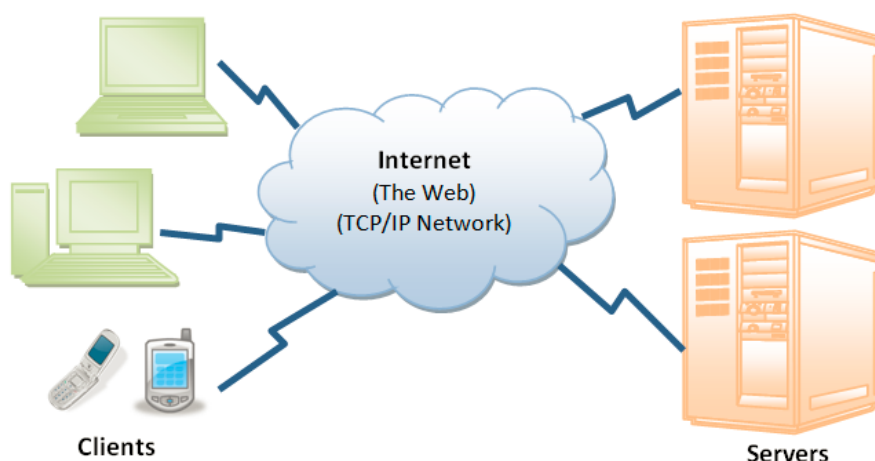 Internet
(The Web)
(TCP/IP Network)
Clients
Servers